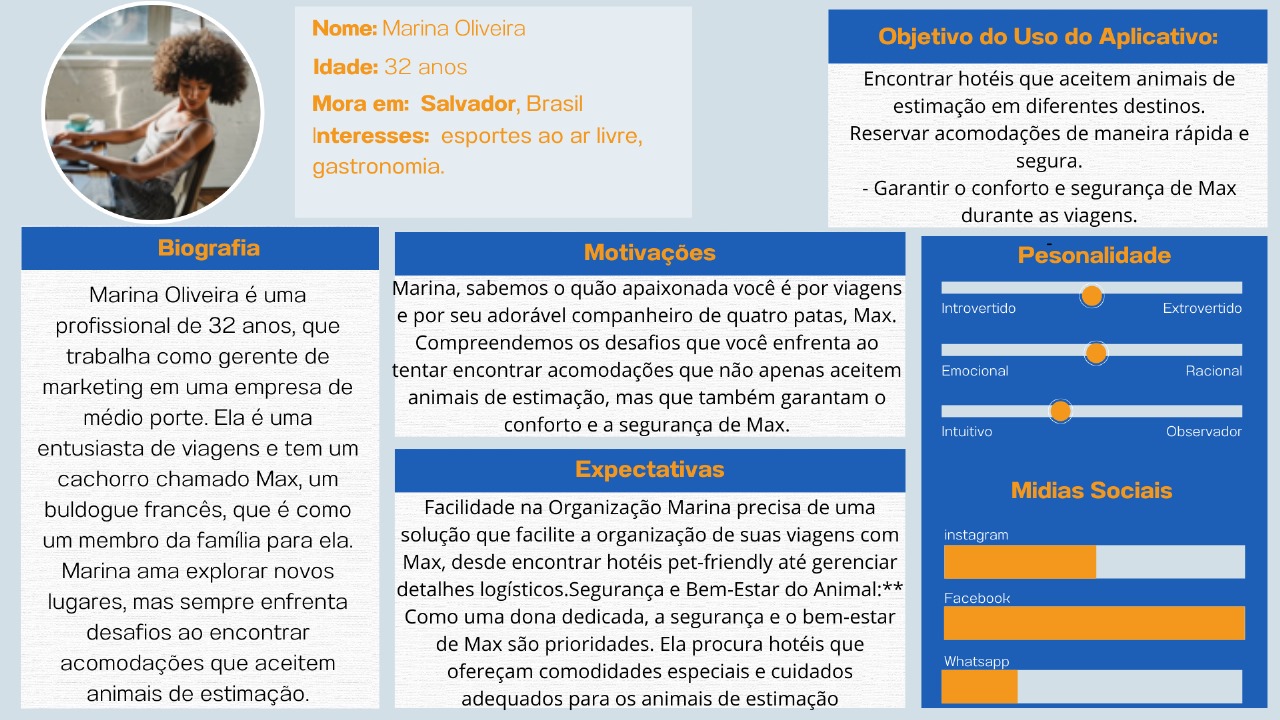 Nome: Marina Oliveira
Idade: 32 anos
Mora em:  Salvador, Brasil
Interesses:  esportes ao ar livre,
gastronomia.
Objetivo do Uso do Aplicativo:
Encontrar hotéis que aceitem animais de
estimação em diferentes destinos.
Reservar acomodações de maneira rápida e
segura.
- Garantir o conforto e segurança de Max
durante as viagens.
-
Biografia
Marina Oliveira é uma
profissional de 32 anos, que
trabalha como gerente de
marketing em uma empresa de
médio porte. Ela é uma
entusiasta de viagens e tem um
cachorro chamado Max, um
buldogue francês, que é como
um membro da família para ela.
Marina ama explorar novos
lugares, mas sempre enfrenta
desafios ao encontrar
acomodações que aceitem
animais de estimação.
Motivações
Marina, sabemos o quão apaixonada você é por viagens
e por seu adorável companheiro de quatro patas, Max.
Compreendemos os desafios que você enfrenta ao
tentar encontrar acomodações que não apenas aceitem
animais de estimação, mas que também garantam o
conforto e a segurança de Max.
Expectativas
Facilidade na Organização Marina precisa de uma
solução que facilite a organização de suas viagens com
Max, desde encontrar hotéis pet-friendly até gerenciar
detalhes logísticos.Segurança e Bem-Estar do Animal:**
Como uma dona dedicada, a segurança e o bem-estar
de Max são prioridades. Ela procura hotéis que
ofereçam comodidades especiais e cuidados
adequados para os animais de estimação
Pesonalidade
Introvertido Extrovertido
Emocional Racional
Intuitivo Observador
Midias Sociais
instagram
Facebook
Whatsapp